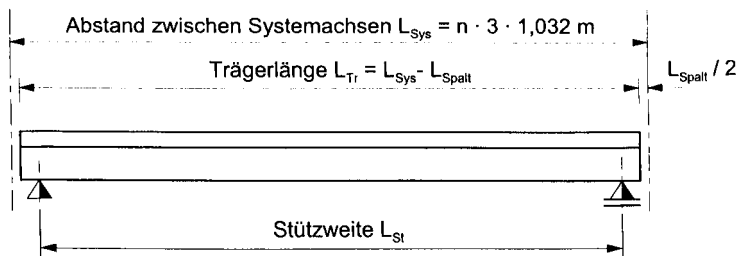 Abstand zwischen Systemachsen L_Sys = n · 3 · 1,032 m
Trägerlänge L_Tr = L_Sys - L_Spalt
L_Spalt / 2
Stützweite L_St